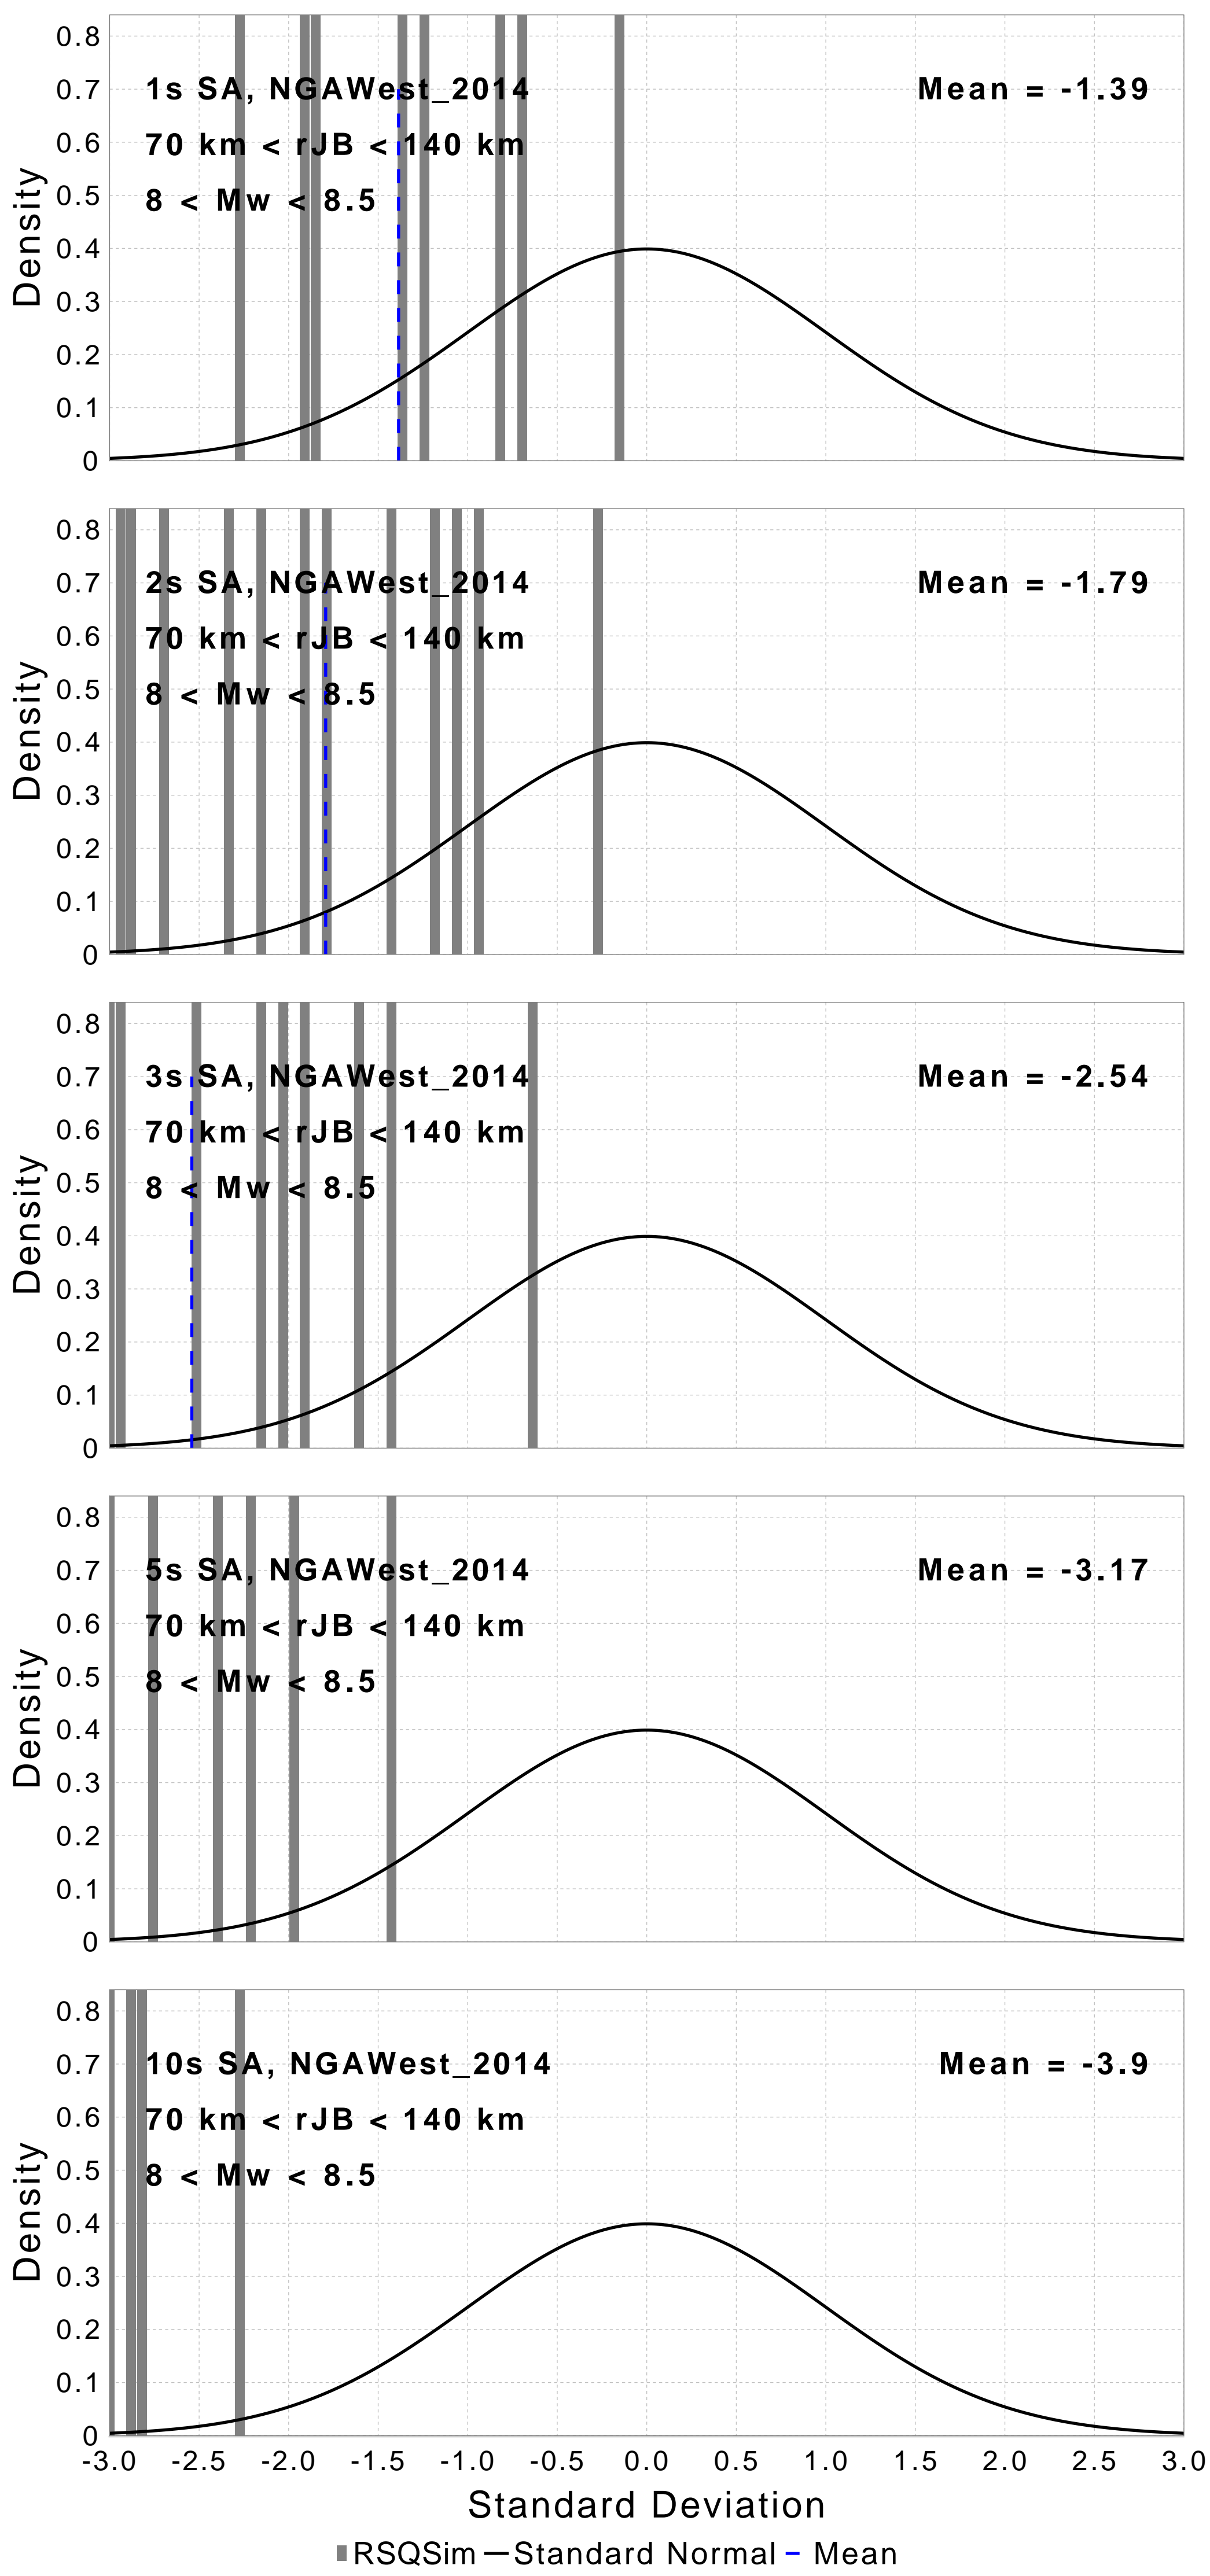 0.8
1s SA, NGAWest_2014 Mean = -1.39
0.7
70 km < rJB < 140 km
0.6
8 < Mw < 8.5
0.5
0.4
0.3
0.2
0.1
0
Density
0.8
2s SA, NGAWest_2014 Mean = -1.79
0.7
70 km < rJB < 140 km
0.6
8 < Mw < 8.5
0.5
0.4
0.3
0.2
0.1
0
Density
0.8
3s SA, NGAWest_2014 Mean = -2.54
0.7
70 km < rJB < 140 km
0.6
8 < Mw < 8.5
0.5
0.4
0.3
0.2
0.1
0
Density
0.8
5s SA, NGAWest_2014 Mean = -3.17
0.7
70 km < rJB < 140 km
0.6
8 < Mw < 8.5
0.5
0.4
0.3
0.2
0.1
0
Density
0.8
10s SA, NGAWest_2014 Mean = -3.9
0.7
70 km < rJB < 140 km
0.6
8 < Mw < 8.5
0.5
0.4
0.3
0.2
0.1
0
Density
-3.0 -2.5 -2.0 -1.5 -1.0 -0.5 0.0 0.5 1.0 1.5 2.0 2.5 3.0
Standard Deviation
RSQSim Standard Normal Mean